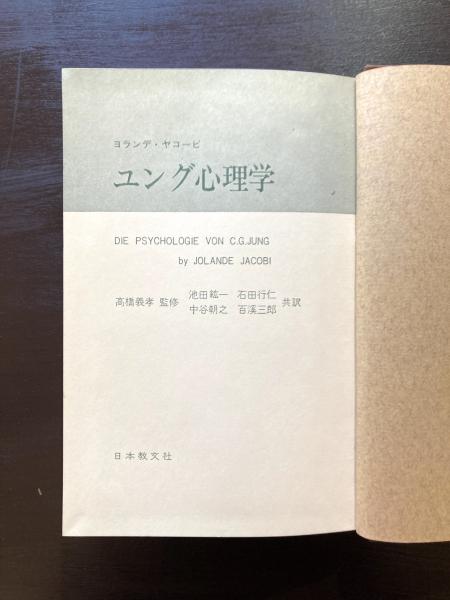 ヨランデ・ヤコービ
ユング心理学
DIE PSYCHOLOGIE VON C.G.JUNG
by JOLANDE JACOBI
高橋義孝 監修 池田紘一 石田行仁 共訳
中谷朝之 百渓三郎
日本教文社